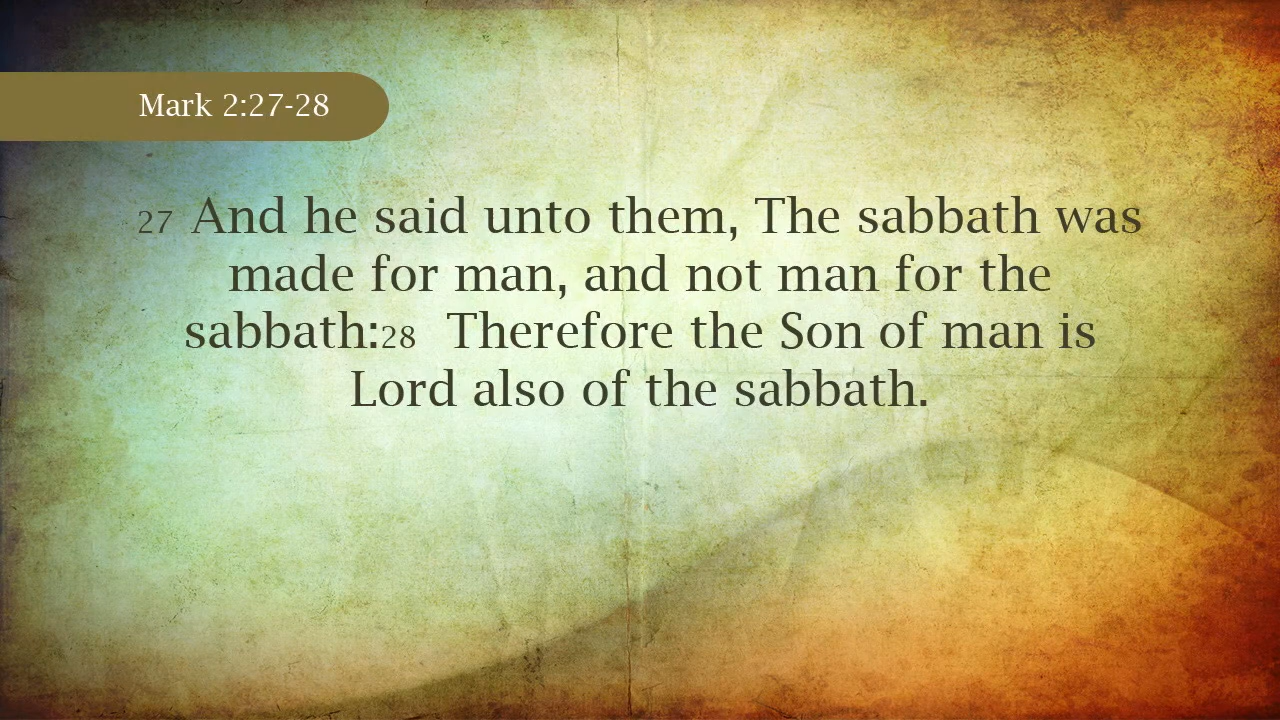 Mark 2:27-28
27 And he said unto them, The sabbath was
made for man, and not man for the
sabbath:28 Therefore the Son of man is
Lord also of the sabbath.